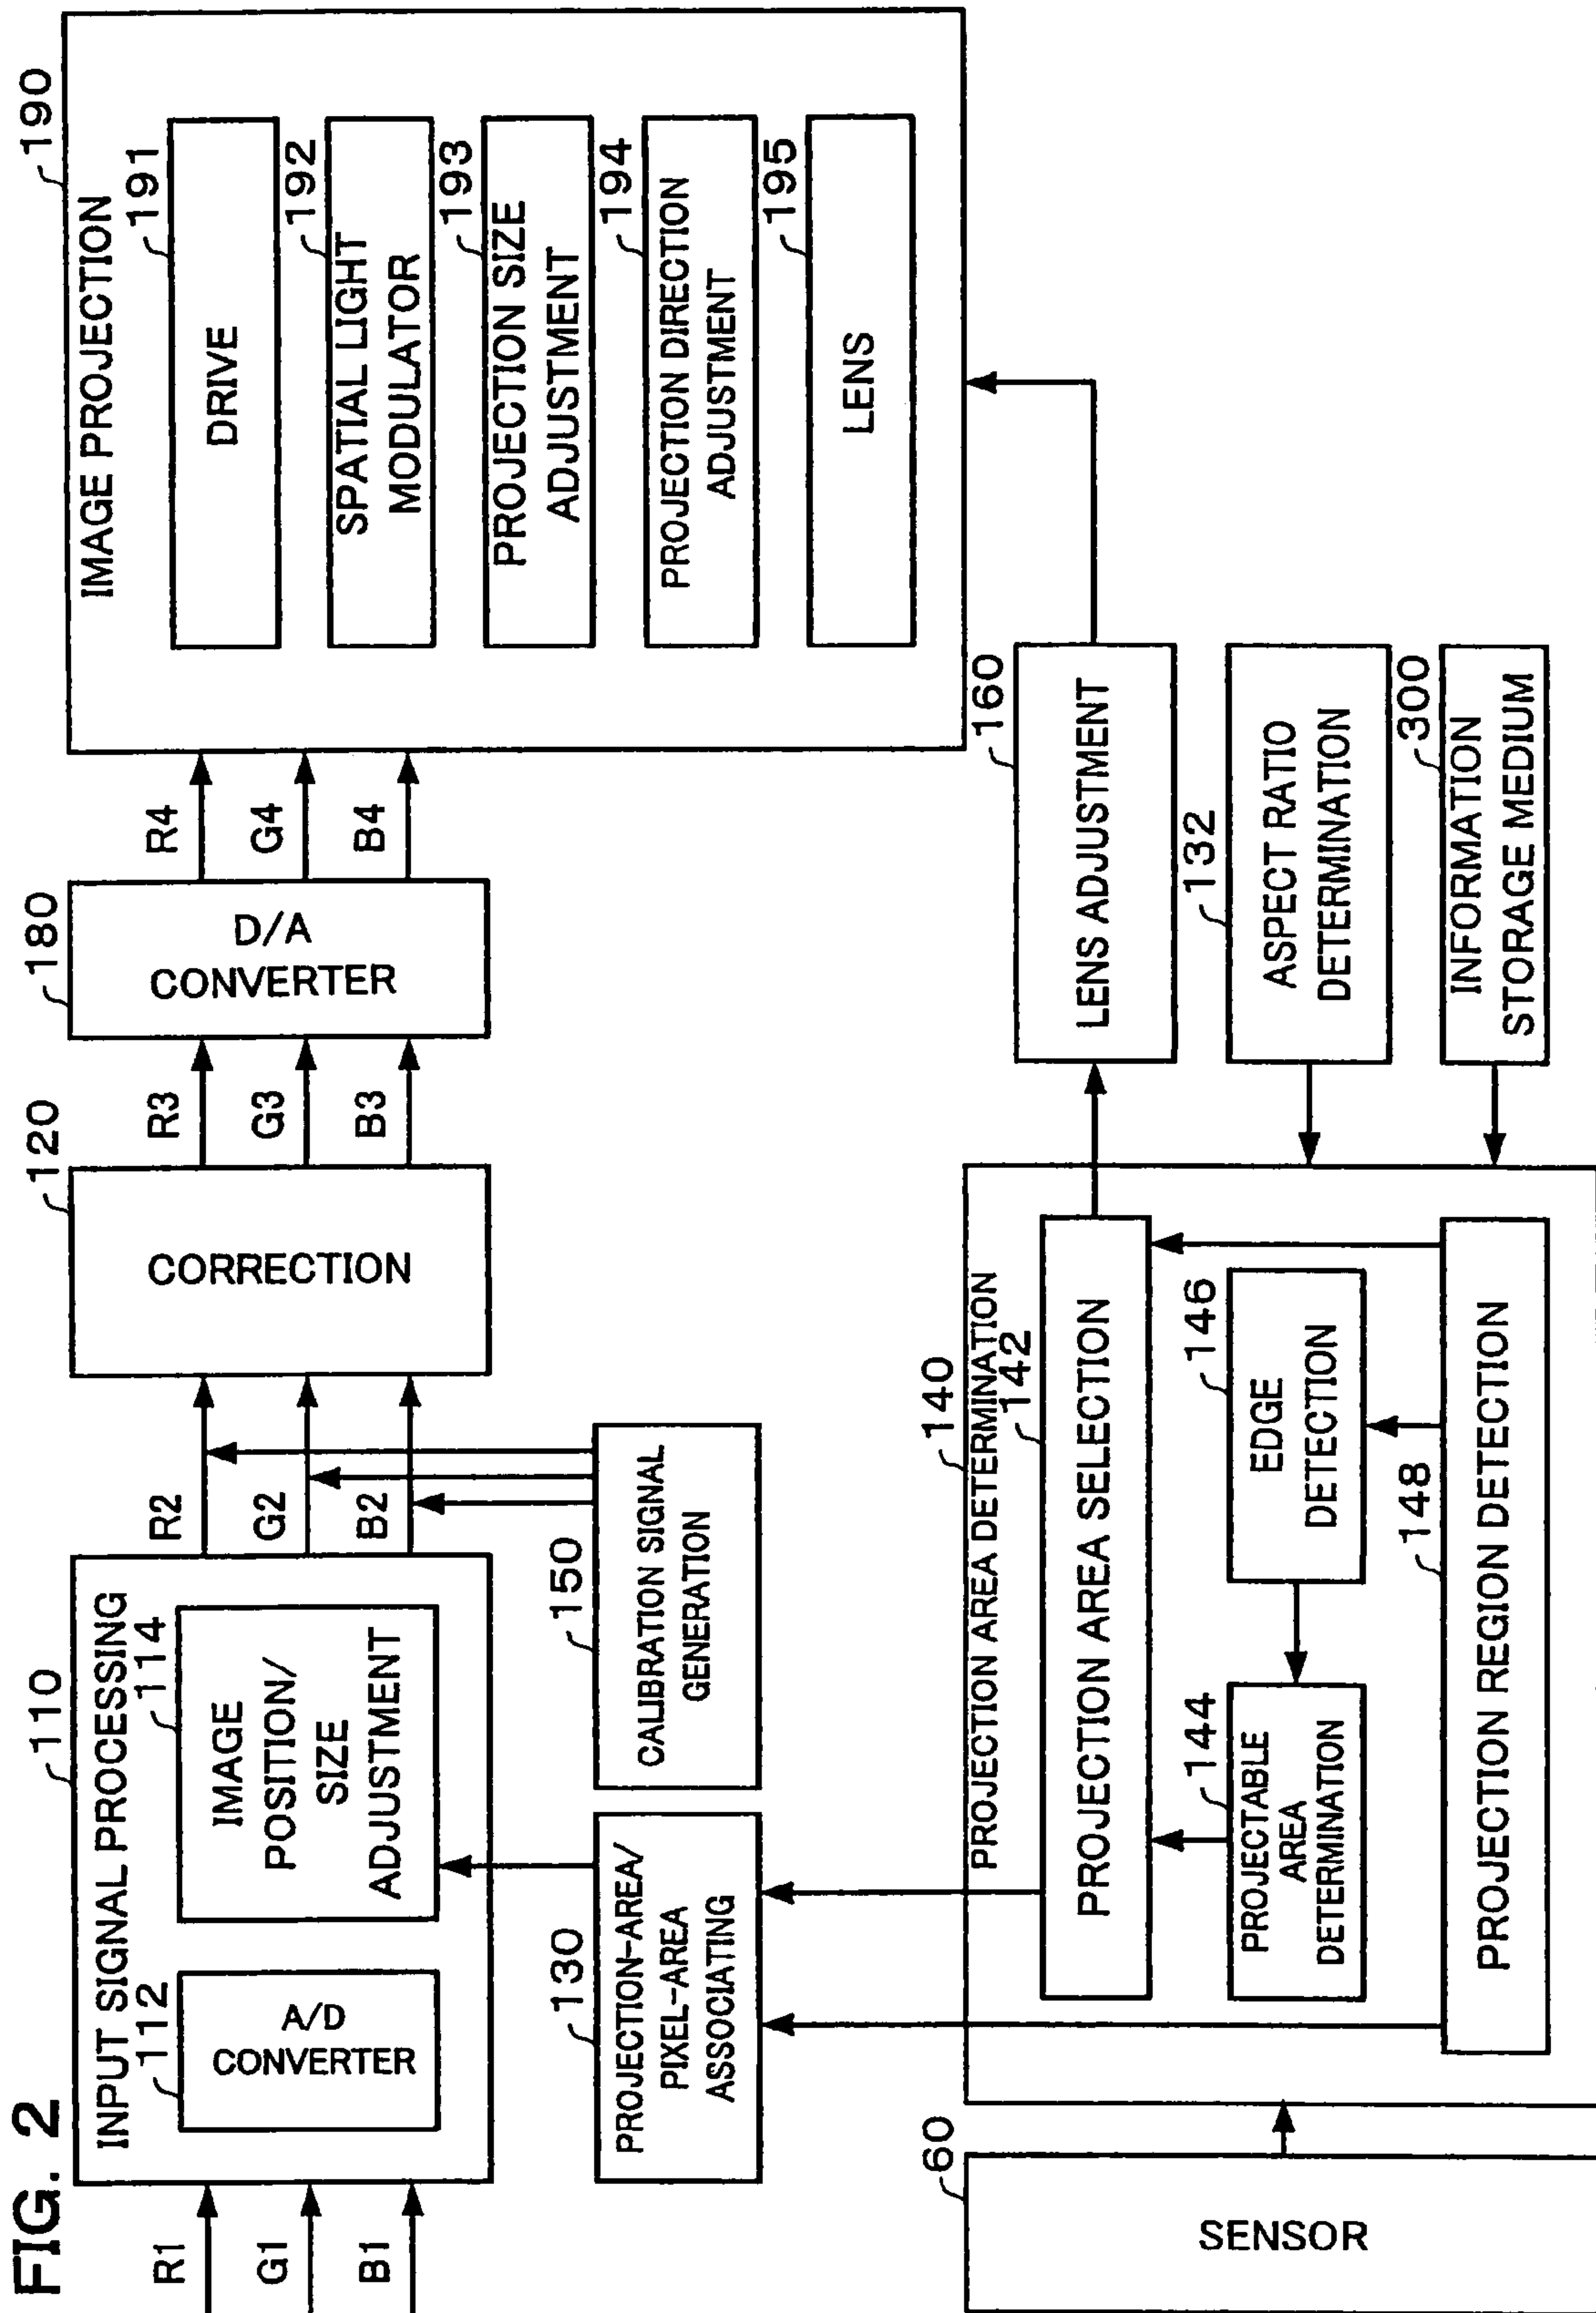 FIG. 2
110
INPUT SIGNAL PROCESSING
112
A/D
CONVERTER
114
IMAGE
POSITION/
SIZE
ADJUSTMENT
R1
G1
B1
R2
G2
B2
120
CORRECTION
R3
G3
B3
180
D/A
CONVERTER
R4
G4
B4
190
IMAGE PROJECTION
191
DRIVE
192
SPATIAL LIGHT
MODULATOR
193
PROJECTION SIZE
ADJUSTMENT
194
PROJECTION DIRECTION
ADJUSTMENT
195
LENS
130
PROJECTION-AREA/
PIXEL-AREA
ASSOCIATING
150
CALIBRATION SIGNAL
GENERATION
60
SENSOR
140
PROJECTION AREA DETERMINATION
142
PROJECTION AREA SELECTION
144
PROJECTABLE
AREA
DETERMINATION
146
EDGE
DETECTION
148
PROJECTION REGION DETECTION
160
LENS ADJUSTMENT
132
ASPECT RATIO
DETERMINATION
300
INFORMATION
STORAGE MEDIUM